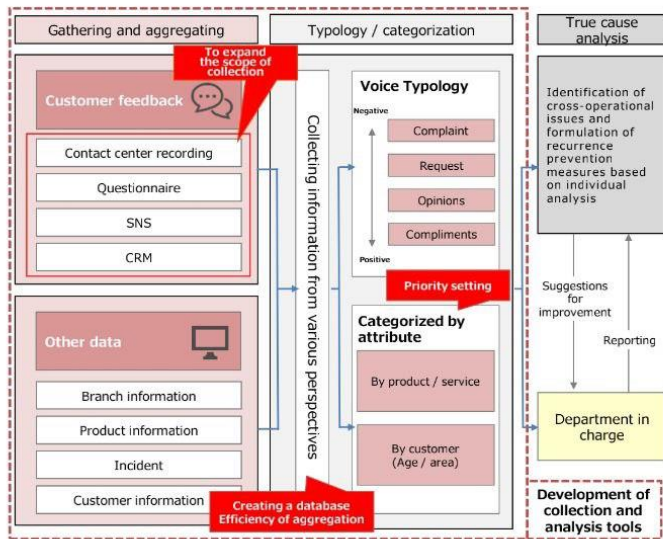 Gathering and aggregating
Typology / categorization
True cause
analysis
To expand
the scope of
collection
Customer feedback
Contact center recording
Questionnaire
SNS
CRM
Other data
Branch information
Product information
Incident
Customer information
Collecting information from various perspectives
Creating a database
Efficiency of aggregation
Voice Typology
Negative
Complaint
Request
Opinions
Compliments
Positive
Priority setting
Categorized by
attribute
By product / service
By customer
(Age / area)
Identification of
cross-operational
issues and
formulation of
recurrence
prevention
measures based
on individual
analysis
Suggestions
for
improvement
Reporting
Department in
charge
Development of
collection and
analysis tools